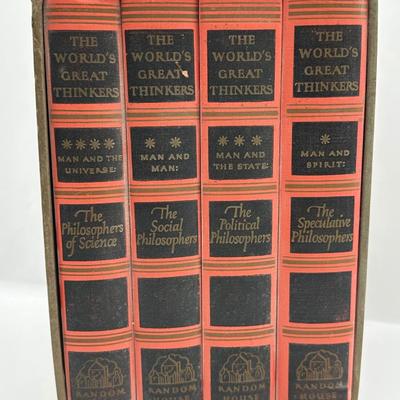 THE
WORLD'S
GREAT
THINKERS
****
MAN AND THE
UNIVERSE:
The
Philosophers
of Science
RANDOM
HOUSE
THE
WORLD'S
GREAT
THINKERS
**
MAN AND
MAN:
The
Social
Philosophers
RANDOM
HOUSE
THE
WORLD'S
GREAT
THINKERS
***
MAN AND
THE STATE:
The
Political
Philosophers
RANDOM
HOUSE
THE
WORLD'S
GREAT
THINKERS
*
MAN AND
SPIRIT:
The
Speculative
Philosophers
RANDOM
HOUSE